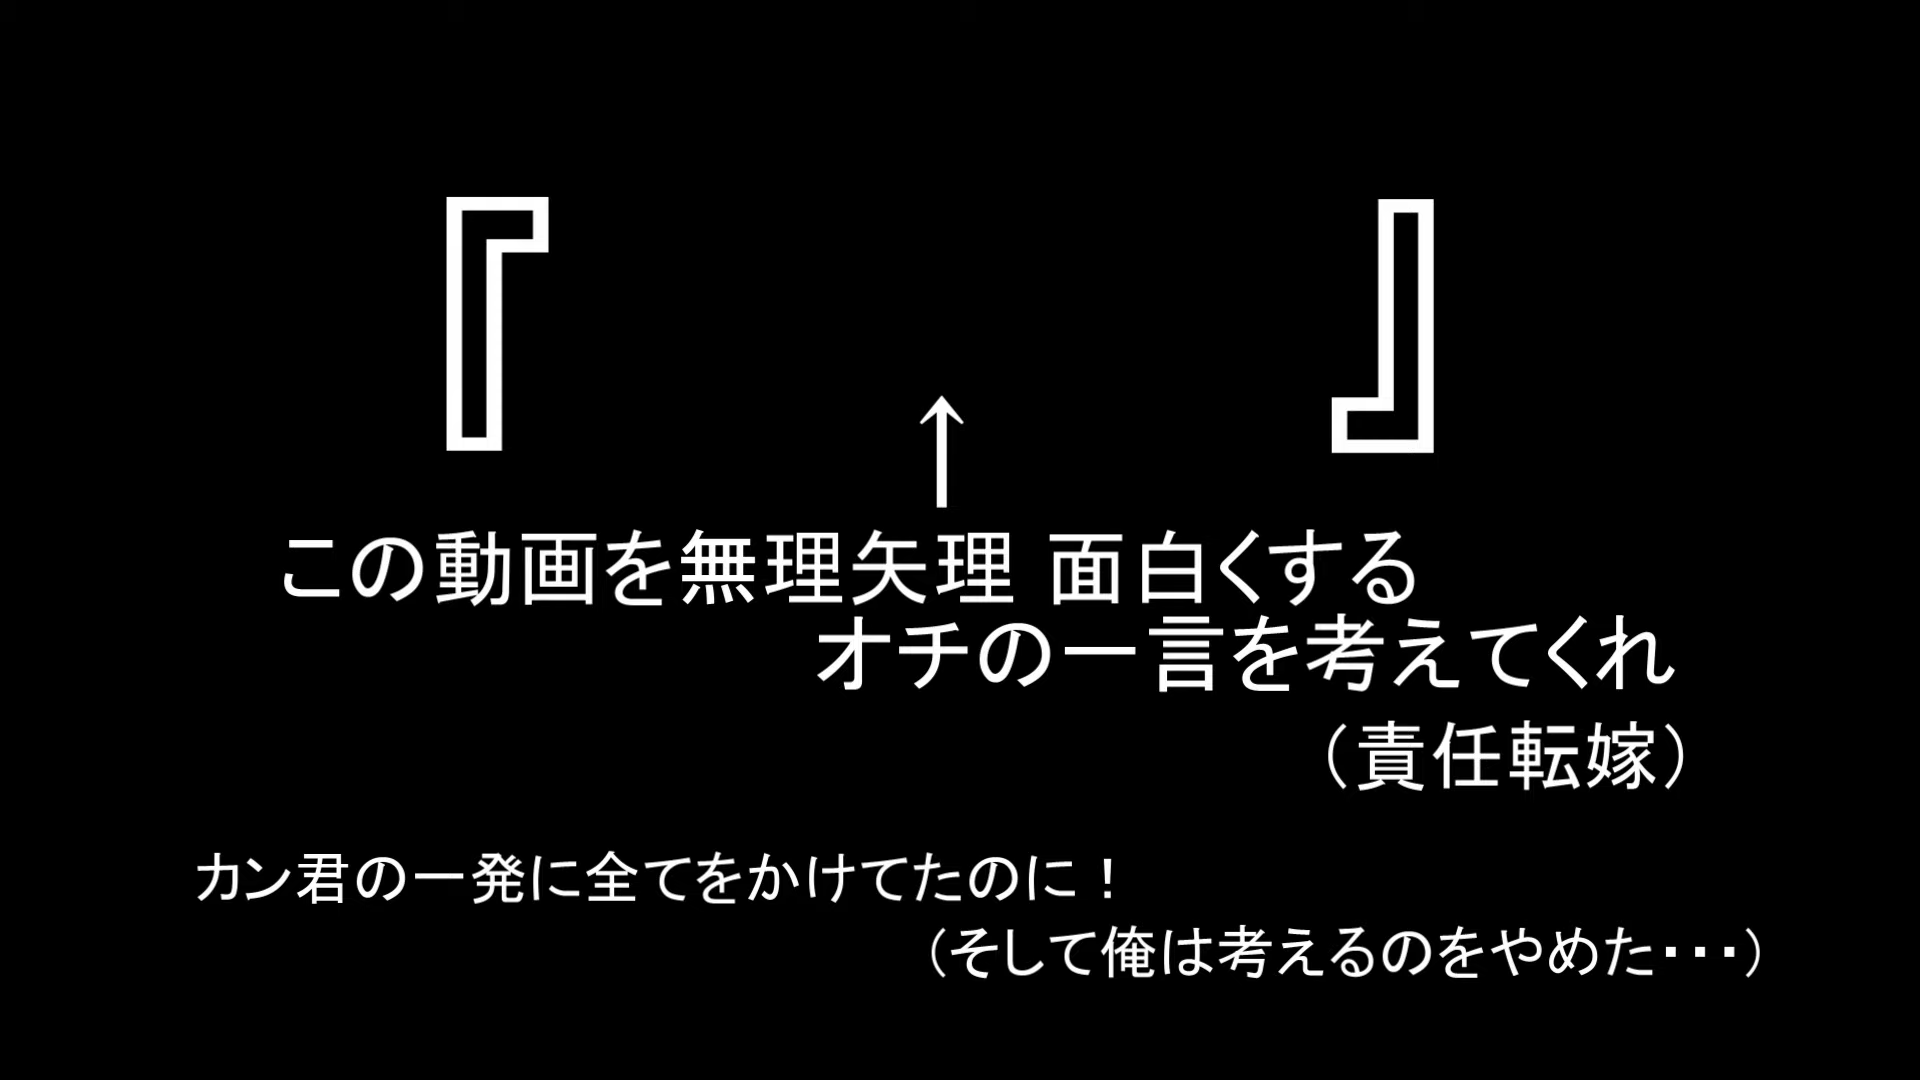 『　　　』
↑
この動画を無理矢理 面白くする
オチの一言を考えてくれ
（責任転嫁）
カン君の一発に全てをかけてたのに！
（そして俺は考えるのをやめた・・・）